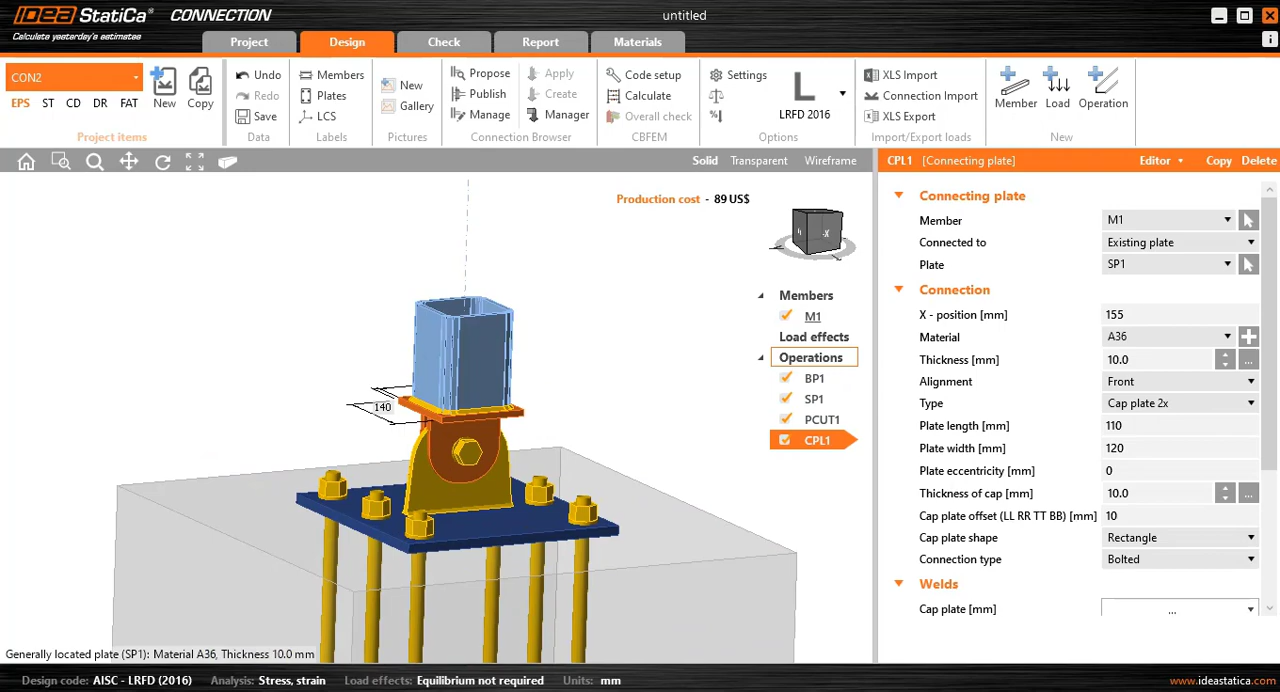 IDEA StatiCa® CONNECTION
Calculate yesterday's estimates
untitled
Project Design Check Report Materials
CON2
EPS ST CD DR FAT
New Copy
Project items
Undo
Redo
Save
Data
Members
Plates
LCS
Labels
New
Gallery
Pictures
Propose
Publish
Manage
Apply
Create
Manager
Connection Browser
Code setup
Calculate
Overall check
CBFEM
Settings
LRFD 2016
Options
XLS Import
Connection Import
XLS Export
Import/Export loads
Member Load Operation
New
Solid Transparent Wireframe
Production cost - 89 US$
-X
140
Members
M1
Load effects
Operations
BP1
SP1
PCUT1
CPL1
CPL1 [Connecting plate] Editor Copy Delete
Connecting plate
Member M1
Connected to Existing plate
Plate SP1
Connection
X - position [mm] 155
Material A36
Thickness [mm] 10.0 ...
Alignment Front
Type Cap plate 2x
Plate length [mm] 110
Plate width [mm] 120
Plate eccentricity [mm] 0
Thickness of cap [mm] 10.0 ...
Cap plate offset (LL RR TT BB) [mm] 10
Cap plate shape Rectangle
Connection type Bolted
Welds
Cap plate [mm] ...
Generally located plate (SP1): Material A36, Thickness 10.0 mm
Design code: AISC - LRFD (2016) Analysis: Stress, strain Load effects: Equilibrium not required Units: mm
www.ideastatica.com